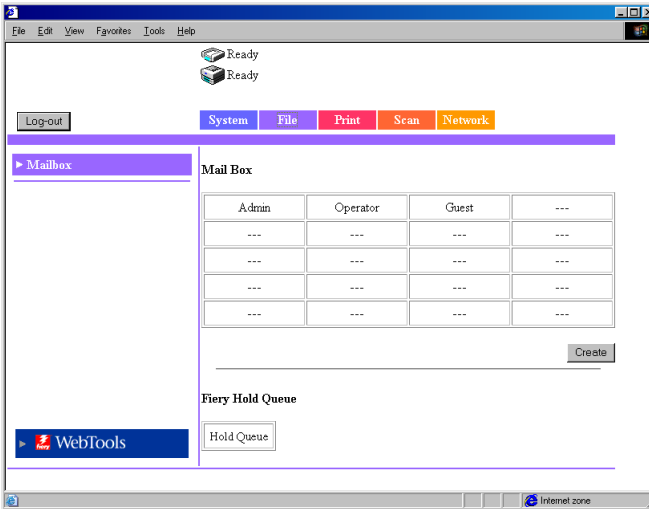 File Edit View Favorites Tools Help
Ready
Ready
Log-out
System File Print Scan Network
Mailbox
Mail Box
Admin Operator Guest ---
--- --- --- ---
--- --- --- ---
--- --- --- ---
--- --- --- ---
Create
Fiery Hold Queue
Hold Queue
WebTools
Internet zone